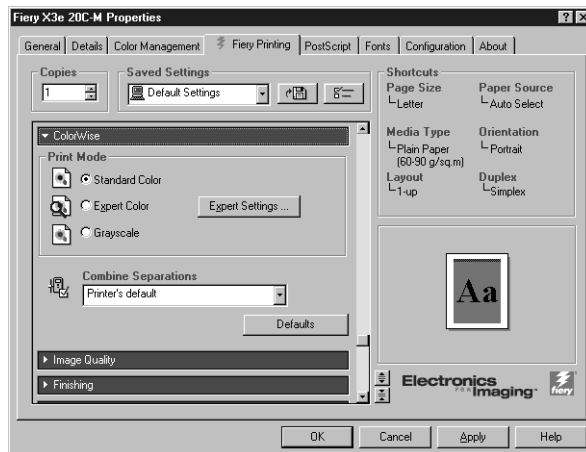 Fiery X3e 20C-M Properties
General Details Color Management Fiery Printing PostScript Fonts Configuration About
Copies
1
Saved Settings
Default Settings
Shortcuts
Page Size
Letter
Paper Source
Auto Select
Media Type
Plain Paper
(60-90 g/sq.m)
Orientation
Portrait
Layout
1-up
Duplex
Simplex
ColorWise
Print Mode
Standard Color
Expert Color
Expert Settings ...
Grayscale
Combine Separations
Printer's default
Defaults
Image Quality
Finishing
Aa
Electronics
FOR Imaging
fiery
OK Cancel Apply Help